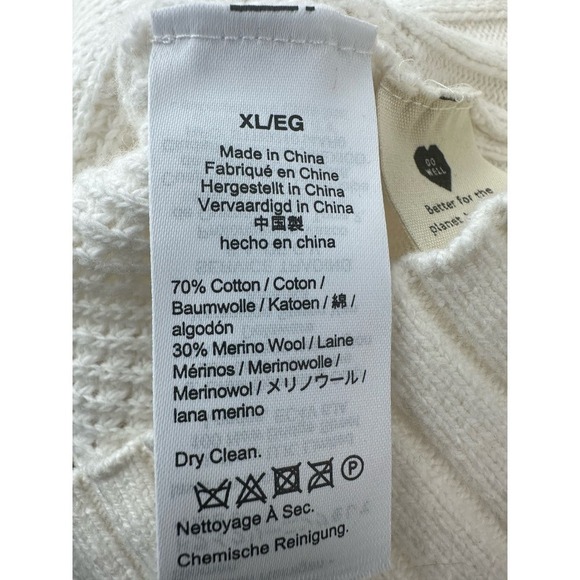 XL/EG
Made in China
Fabriqué en Chine
Hergestellt in China
Vervaardigd in China
中国製
hecho en china
70% Cotton / Coton /
Baumwolle / Katoen / 綿 /
algodón
30% Merino Wool / Laine
Mérinos / Merinowolle /
Merinowol / メリノウール /
lana merino
Dry Clean.
P
Nettoyage À Sec.
Chemische Reinigung.
DO
WELL
Better for the
planet